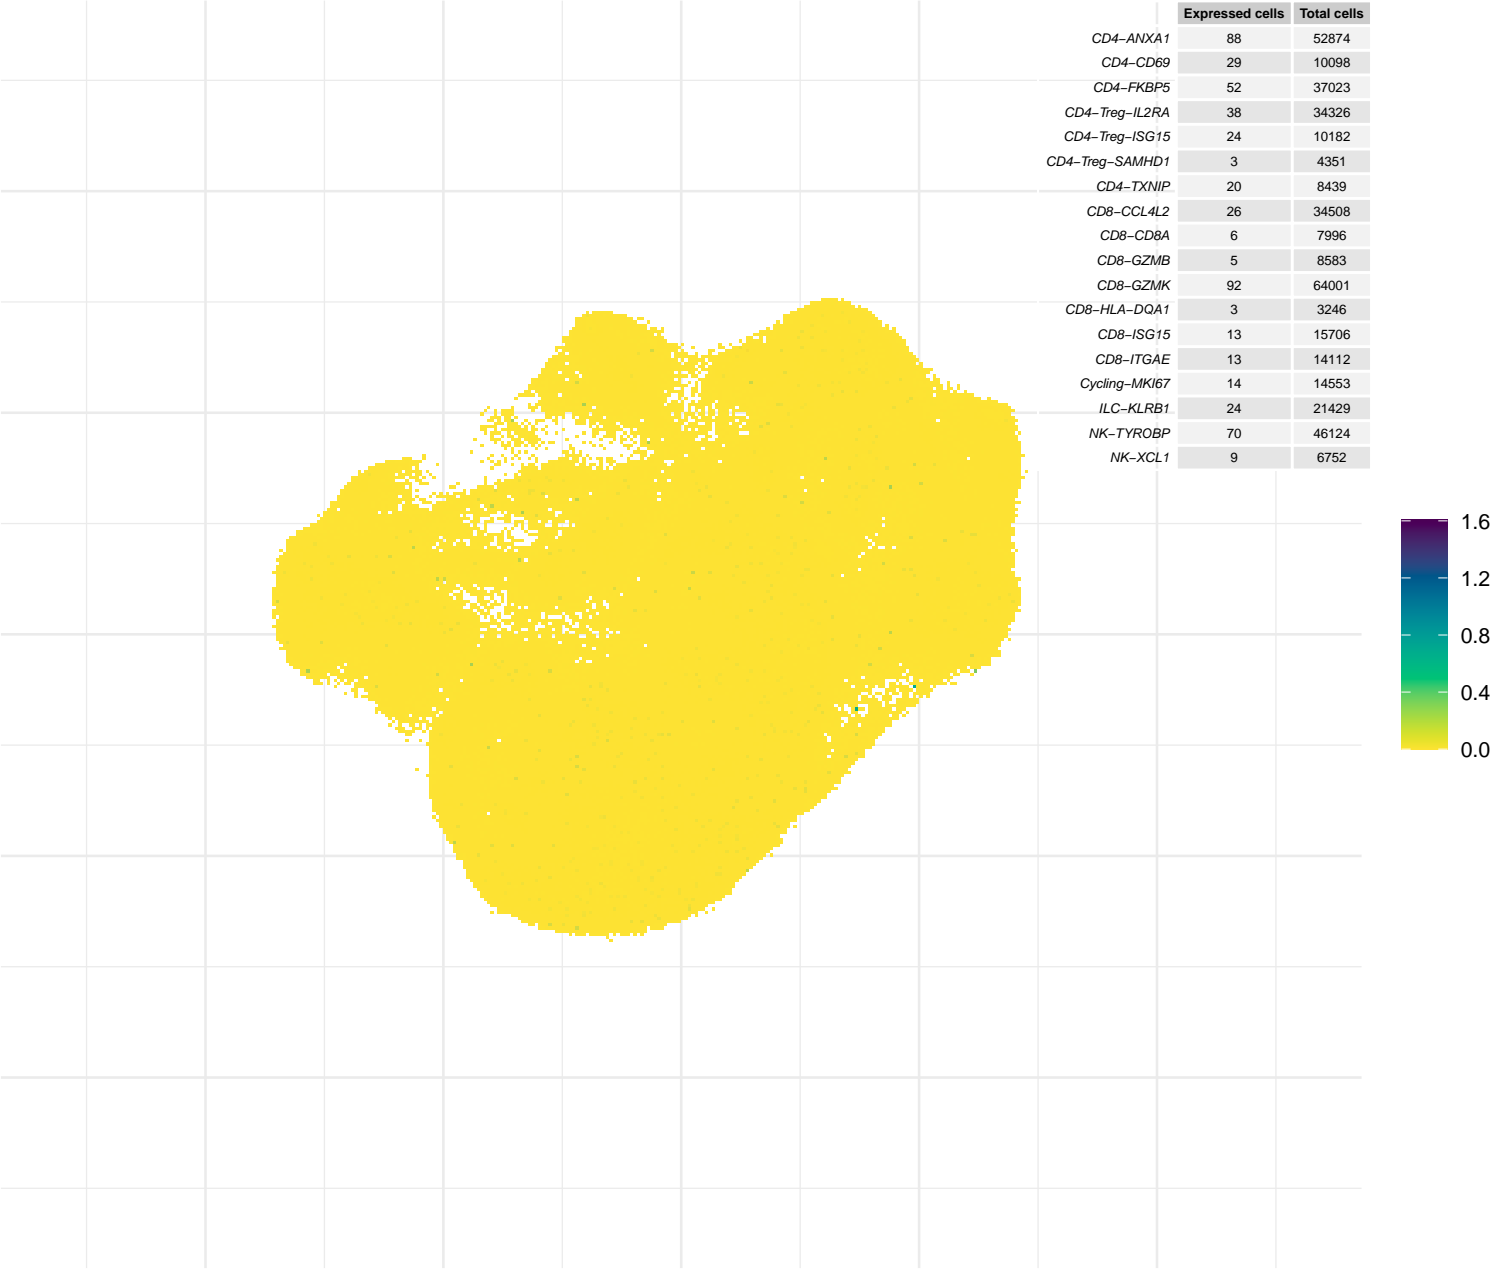 Expressed cells Total cells
CD4−ANXA1 88 52874
CD4−CD69 29 10098
CD4−FKBP5 52 37023
CD4−Treg−IL2RA 38 34326
CD4−Treg−ISG15 24 10182
CD4−Treg−SAMHD1 3 4351
CD4−TXNIP 20 8439
CD8−CCL4L2 26 34508
CD8−CD8A 6 7996
CD8−GZMB 5 8583
CD8−GZMK 92 64001
CD8−HLA−DQA1 3 3246
CD8−ISG15 13 15706
CD8−ITGAE 13 14112
Cycling−MKI67 14 14553
ILC−KLRB1 24 21429
NK−TYROBP 70 46124
NK−XCL1 9 6752
1.6
1.2
0.8
0.4
0.0